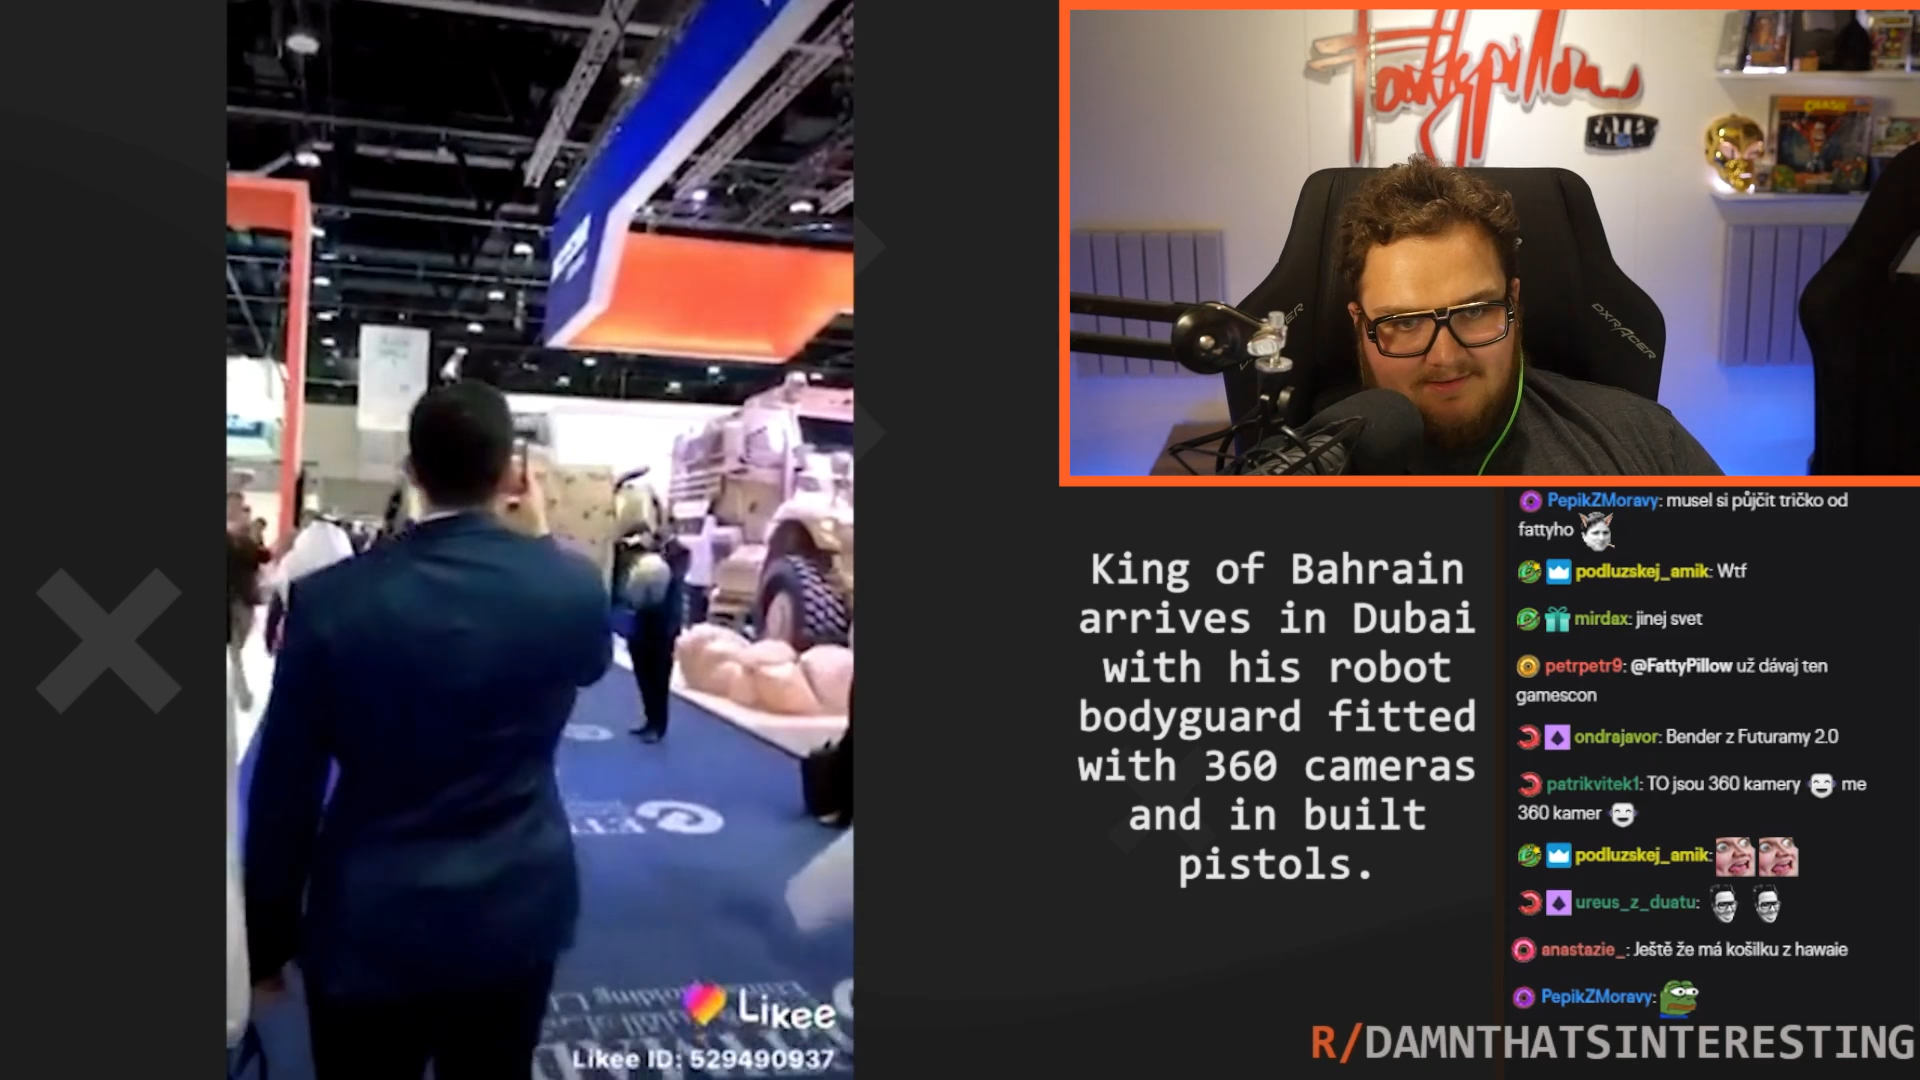 Fattypillow
CRASH
DXRACER
King of Bahrain
arrives in Dubai
with his robot
bodyguard fitted
with 360 cameras
and in built
pistols.
PepikZMoravy: musel si půjčit tričko od
fattyho
podluzskej_amik: Wtf
mirdax: jinej svet
petrpetr9: @FattyPillow už dávaj ten
gamescon
ondrajavor: Bender z Futuramy 2.0
patrikvitek1: TO jsou 360 kamery me
360 kamer
podluzskej_amik:
ureus_z_duatu:
anastazie_: Ještě že má košilku z hawaie
PepikZMoravy:
R/DAMNTHATSINTERESTING
Likee
Likee ID: 529490937